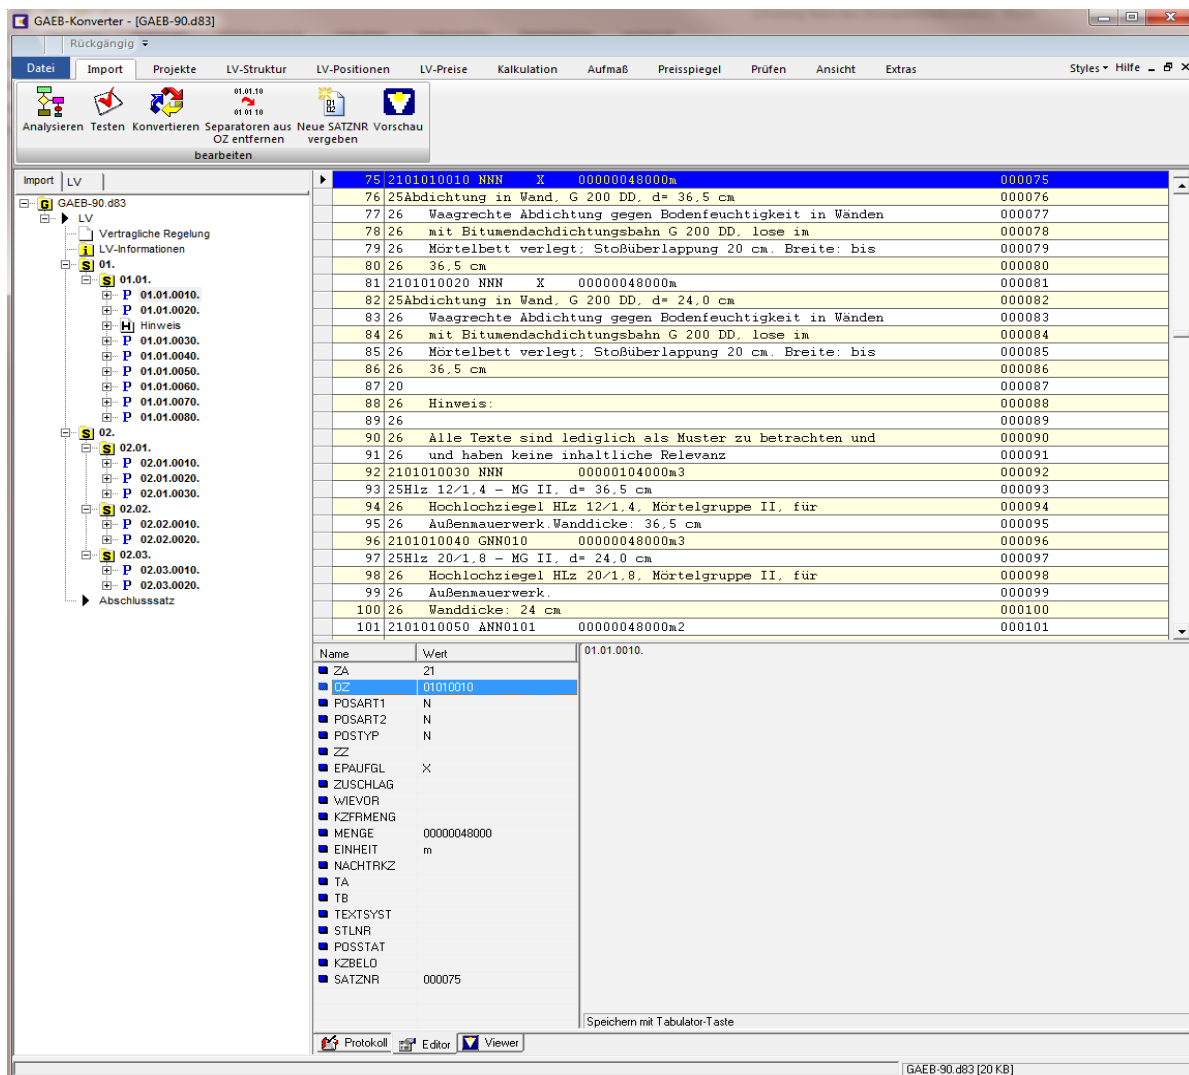 GAEB-Konverter - [GAEB-90.d83]
Rückgängig
Datei Import Projekte LV-Struktur LV-Positionen LV-Preise Kalkulation Aufmaß Preisspiegel Prüfen Ansicht Extras Styles Hilfe
01.01.10
01 01 10
Analysieren Testen Konvertieren Separatoren aus OZ entfernen Neue SATZNR vergeben Vorschau
bearbeiten
Import LV
GAEB-90.d83
LV
Vertragliche Regelung
LV-Informationen
01.
01.01.
P 01.01.0010.
P 01.01.0020.
H Hinweis
P 01.01.0030.
P 01.01.0040.
P 01.01.0050.
P 01.01.0060.
P 01.01.0070.
P 01.01.0080.
S 02.
S 02.01.
P 02.01.0010.
P 02.01.0020.
P 02.01.0030.
S 02.02.
P 02.02.0010.
P 02.02.0020.
S 02.03.
P 02.03.0010.
P 02.03.0020.
Abschlusssatz
75 2101010010 NNN X 00000048000m 000075
76 25Abdichtung in Wand, G 200 DD, d= 36,5 cm 000076
77 26 Waagrechte Abdichtung gegen Bodenfeuchtigkeit in Wänden 000077
78 26 mit Bitumendachdichtungsbahn G 200 DD, lose im 000078
79 26 Mörtelbett verlegt; Stoßüberlappung 20 cm. Breite: bis 000079
80 26 36,5 cm 000080
81 2101010020 NNN X 00000048000m 000081
82 25Abdichtung in Wand, G 200 DD, d= 24,0 cm 000082
83 26 Waagrechte Abdichtung gegen Bodenfeuchtigkeit in Wänden 000083
84 26 mit Bitumendachdichtungsbahn G 200 DD, lose im 000084
85 26 Mörtelbett verlegt; Stoßüberlappung 20 cm. Breite: bis 000085
86 26 36,5 cm 000086
87 20 000087
88 26 Hinweis: 000088
89 26 000089
90 26 Alle Texte sind lediglich als Muster zu betrachten und 000090
91 26 und haben keine inhaltliche Relevanz 000091
92 2101010030 NNN 00000104000m3 000092
93 25Hlz 12/1,4 – MG II, d= 36,5 cm 000093
94 26 Hochlochziegel HLz 12/1,4, Mörtelgruppe II, für 000094
95 26 Außenmauerwerk.Wanddicke: 36,5 cm 000095
96 2101010040 GNN010 00000048000m3 000096
97 25Hlz 20/1,8 – MG II, d= 24,0 cm 000097
98 26 Hochlochziegel HLz 20/1,8, Mörtelgruppe II, für 000098
99 26 Außenmauerwerk. 000099
100 26 Wanddicke: 24 cm 000100
101 2101010050 ANN0101 00000048000m2 000101
Name Wert
ZA 21
OZ 01010010
POSART1 N
POSART2 N
POSTYP N
ZZ
EPAUFGL X
ZUSCHLAG
WIEVOR
KZFRMENG
MENGE 00000048000
EINHEIT m
NACHTRKZ
TA
TB
TEXTSYST
STLNR
POSSTAT
KZBELO
SATZNR 000075
01.01.0010.
Speichern mit Tabulator-Taste
Protokoll Editor Viewer
GAEB-90.d83 [20 KB]